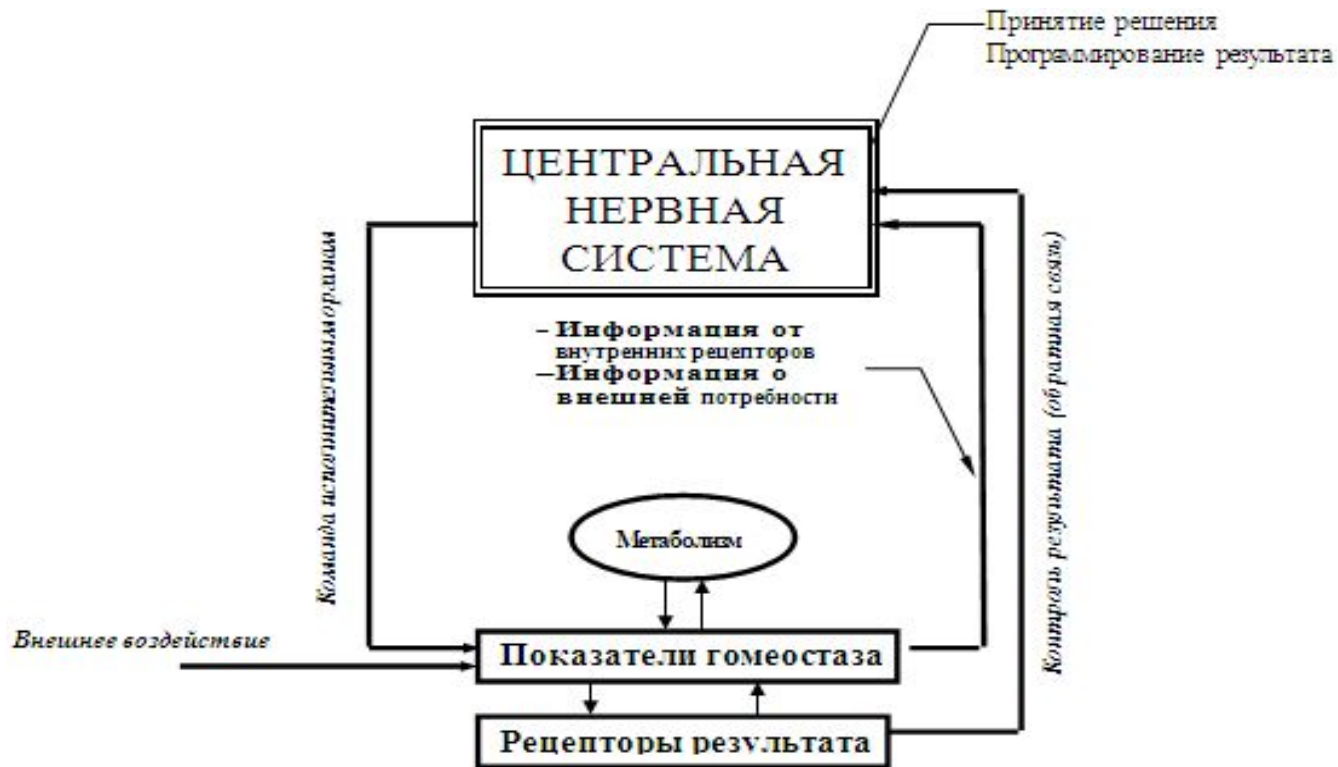 Принятие решения
Программирование результата
ЦЕНТРАЛЬНАЯ
НЕРВНАЯ
СИСТЕМА
– Информация от
внутренних рецепторов
– Информация о
внешней потребности
Команда исполнительным орлнам
Контроль результата (обратная связь)
Метаболизм
Внешнее воздействие
Показатели гомеостаза
Рецепторы результата